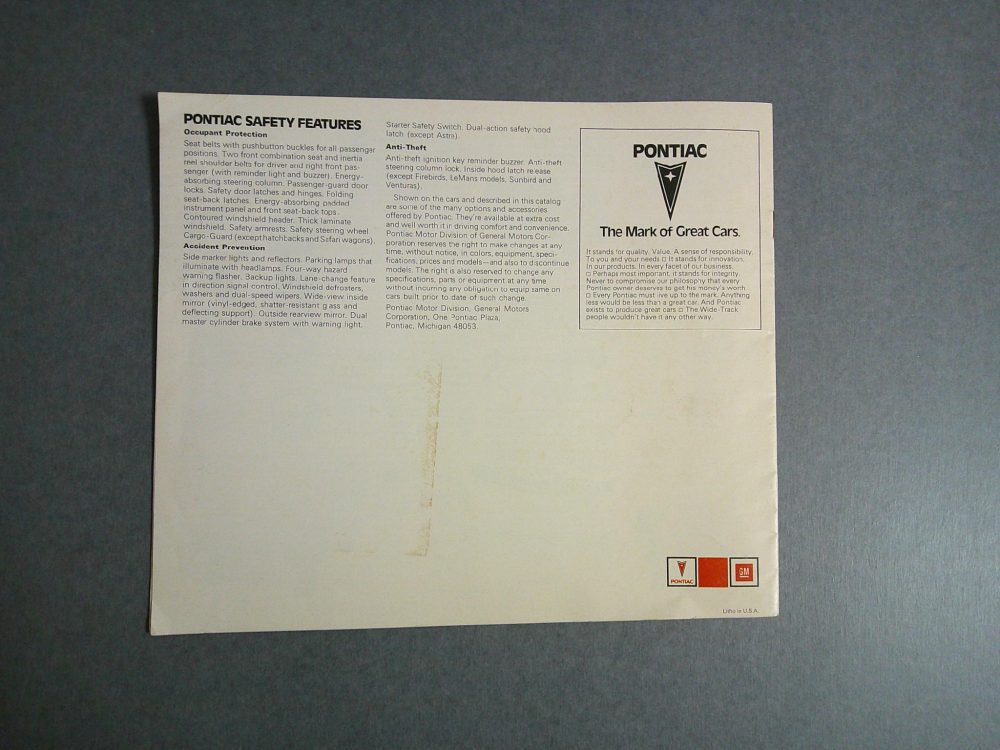 PONTIAC SAFETY FEATURES
Occupant Protection
Seat belts with pushbutton buckles for all passenger
positions. Two front combination seat and inertia
reel shoulder belts for driver and right front pas-
senger (with reminder light and buzzer). Energy-
absorbing steering column. Passenger-guard door
locks. Safety door latches and hinges. Folding
seat-back latches. Energy-absorbing padded
instrument panel and front seat-back tops.
Contoured windshield header. Thick laminate
windshield. Safety armrests. Safety steering wheel.
Cargo-Guard (except hatchbacks and Safari wagons).
Accident Prevention
Side marker lights and reflectors. Parking lamps that
illuminate with headlamps. Four-way hazard
warning flasher. Backup lights. Lane-change feature
in direction signal control. Windshield defrosters,
washers and dual-speed wipers. Wide-view inside
mirror (vinyl-edged, shatter-resistant glass and
deflecting support). Outside rearview mirror. Dual
master cylinder brake system with warning light.
Starter Safety Switch. Dual-action safety hood
latch (except Astre).
Anti-Theft
Anti-theft ignition key reminder buzzer. Anti-theft
steering column lock. Inside hood latch release
(except Firebirds, LeMans models, Sunbird and
Venturas).
Shown on the cars and described in this catalog
are some of the many options and accessories
offered by Pontiac. They're available at extra cost
and well worth it in driving comfort and convenience.
Pontiac Motor Division of General Motors Cor-
poration reserves the right to make changes at any
time, without notice, in colors, equipment, speci-
fications, prices and models—and also to discontinue
models. The right is also reserved to change any
specifications, parts or equipment at any time
without incurring any obligation to equip same on
cars built prior to date of such change.
Pontiac Motor Division, General Motors
Corporation, One Pontiac Plaza,
Pontiac, Michigan 48053
PONTIAC
The Mark of Great Cars.
It stands for quality. Value. A sense of responsibility.
To you and your needs □ It stands for innovation.
In our products. In every facet of our business.
□ Perhaps most important, it stands for integrity.
Never to compromise our philosophy that every
Pontiac owner deserves to get his money's worth.
□ Every Pontiac must live up to the mark. Anything
less would be less than a great car. And Pontiac
exists to produce great cars □ The Wide-Track
people wouldn't have it any other way.
PONTIAC
GM
Litho in U.S.A.